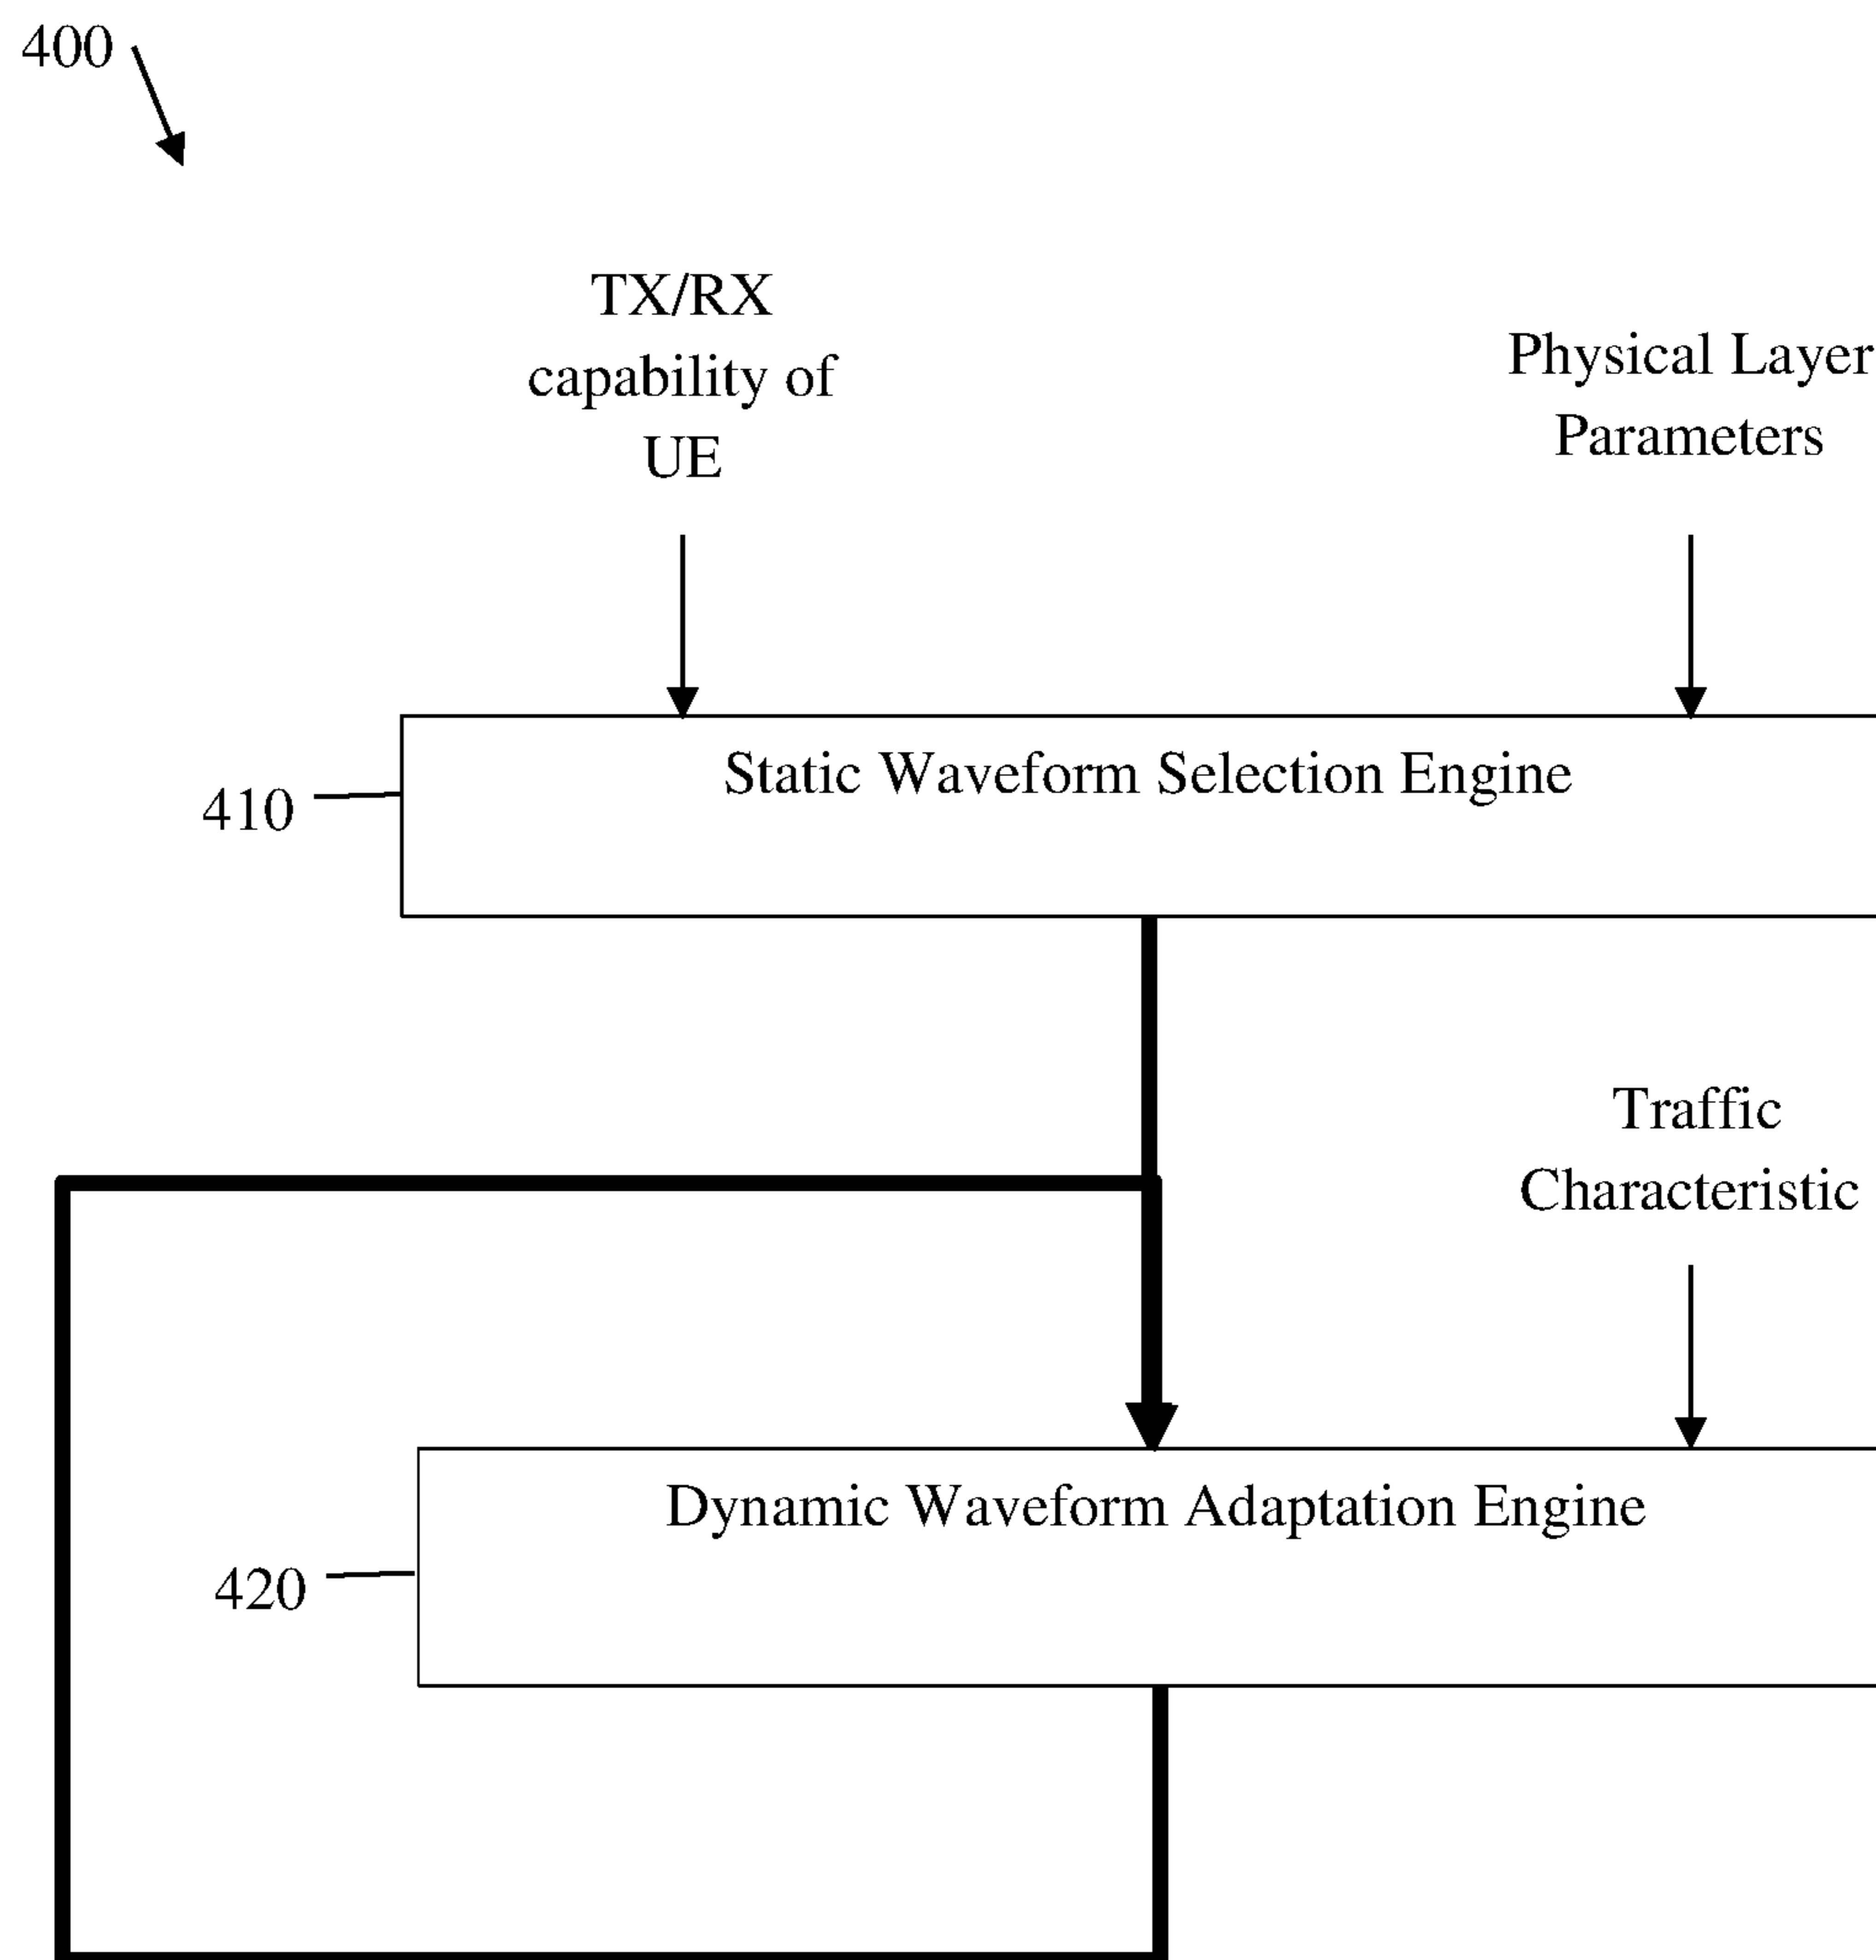 400
TX/RX
capability of
UE
Physical Layer
Parameters
Static Waveform Selection Engine
410
Traffic
Characteristic
Dynamic Waveform Adaptation Engine
420